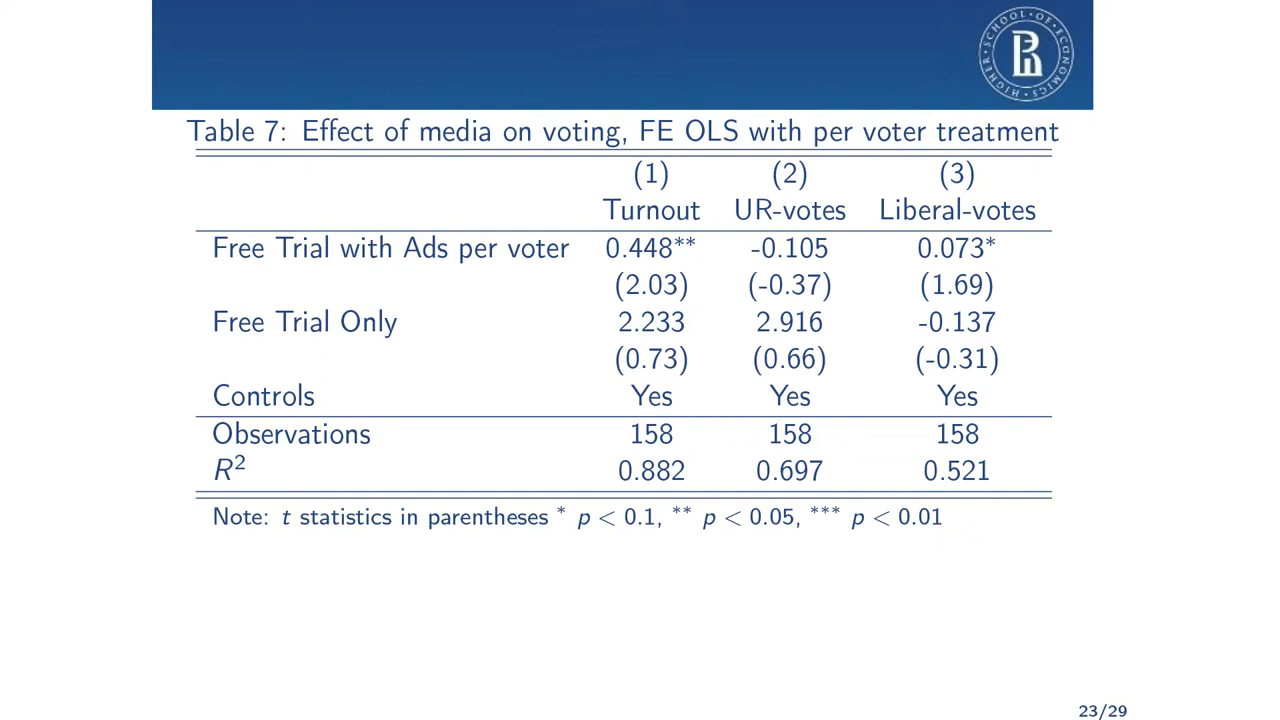 HIGHER · SCHOOL · OF · ECONOMICS ·
Table 7: Effect of media on voting, FE OLS with per voter treatment
(1) (2) (3)
Turnout UR-votes Liberal-votes
Free Trial with Ads per voter 0.448** -0.105 0.073*
(2.03) (-0.37) (1.69)
Free Trial Only 2.233 2.916 -0.137
(0.73) (0.66) (-0.31)
Controls Yes Yes Yes
Observations 158 158 158
R² 0.882 0.697 0.521
Note: t statistics in parentheses * p < 0.1, ** p < 0.05, *** p < 0.01
23/29